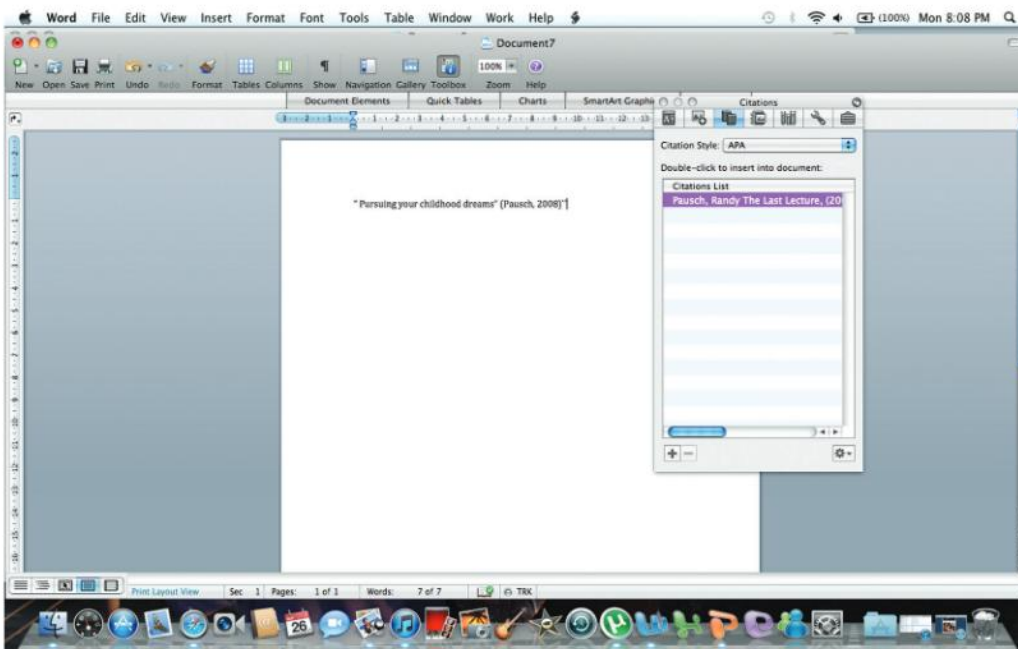 Word File Edit View Insert Format Font Tools Table Window Work Help (100%) Mon 8:08 PM
Document7
100%
New Open Save Print Undo Redo Format Tables Columns Show Navigation Gallery Toolbox Zoom Help
Document Elements Quick Tables Charts SmartArt Graphic Citations
Citation Style: APA
Double-click to insert into document:
Citations List
Pausch, Randy The Last Lecture, (20
" Pursuing your childhood dreams" (Pausch, 2008)"
Print Layout View Sec 1 Pages: 1 of 1 Words: 7 of 7 TRK
26